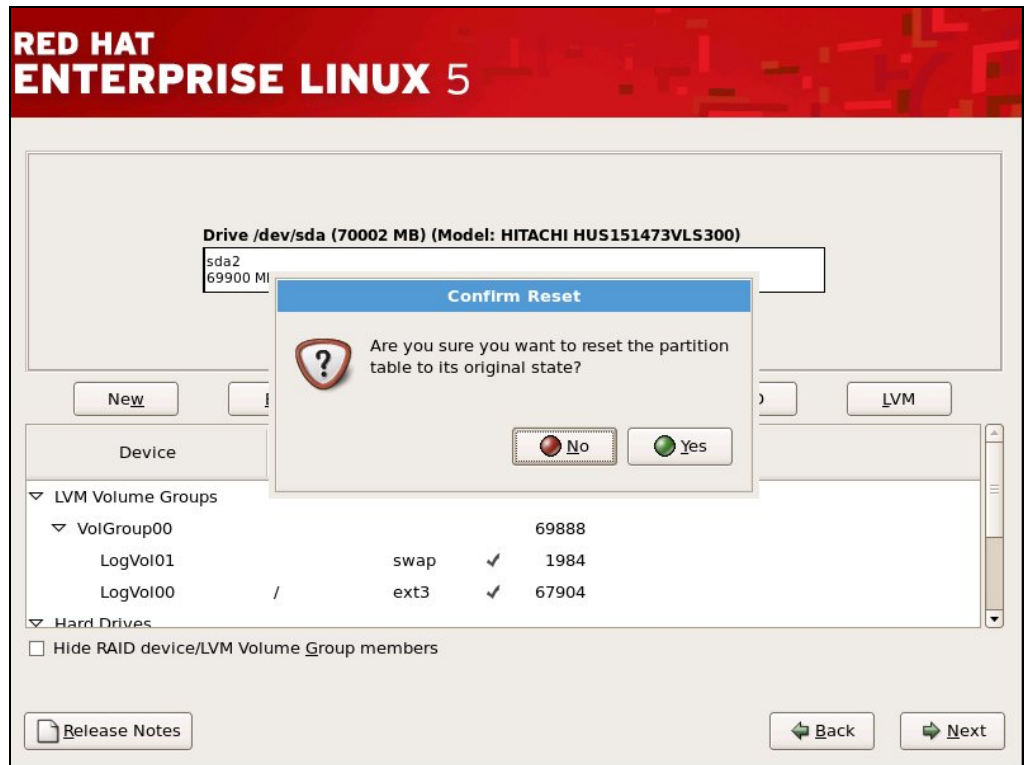 RED HAT
ENTERPRISE LINUX 5
Drive /dev/sda (70002 MB) (Model: HITACHI HUS151473VLS300)
sda2
69900
Confirm Reset
Are you sure you want to reset the partition
table to its original state?
No Yes
New LVM
Device
LVM Volume Groups
VolGroup00 69888
LogVol01 swap 1984
LogVol00 / ext3 67904
Hard Drives
Hide RAID device/LVM Volume Group members
Release Notes Back Next